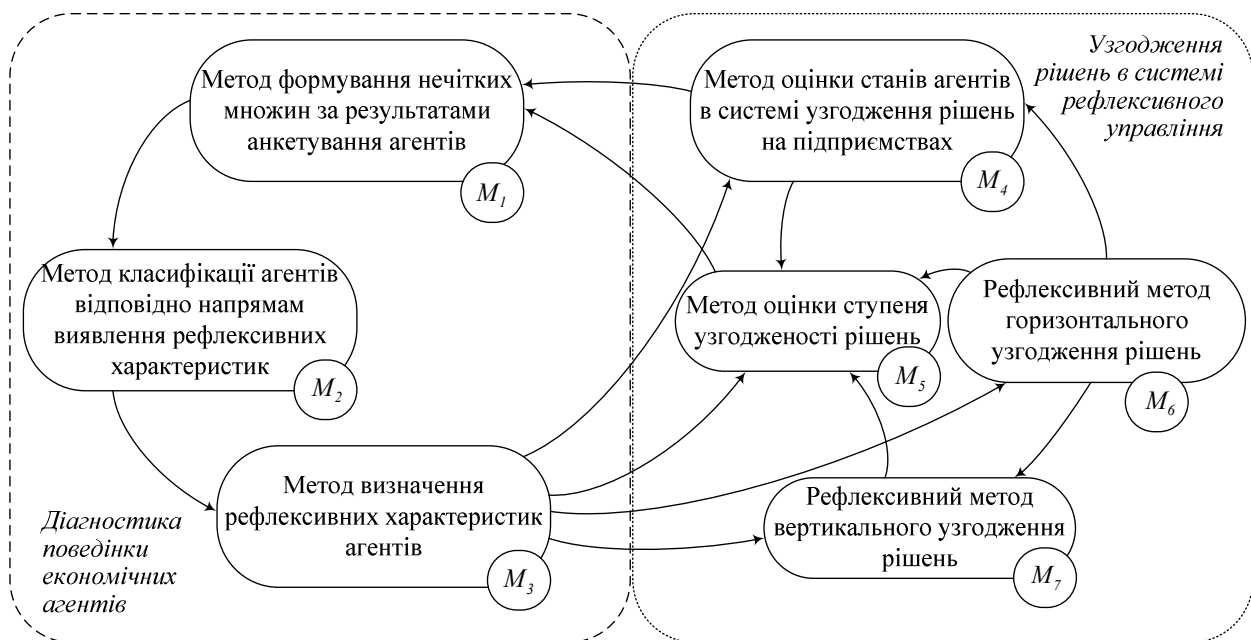 Метод формування нечітких
множин за результатами
анкетування агентів
M1
Метод класифікації агентів
відповідно напрямам
виявлення рефлексивних
характеристик
M2
Метод визначення
рефлексивних характеристик
агентів
M3
Діагностика
поведінки
економічних
агентів
Метод оцінки станів агентів
в системі узгодження рішень
на підприємствах
M4
Узгодження
рішень в системі
рефлексивного
управління
Метод оцінки ступеня
узгодженості рішень
M5
Рефлексивний метод
горизонтального
узгодження рішень
M6
Рефлексивний метод
вертикального узгодження
рішень
M7